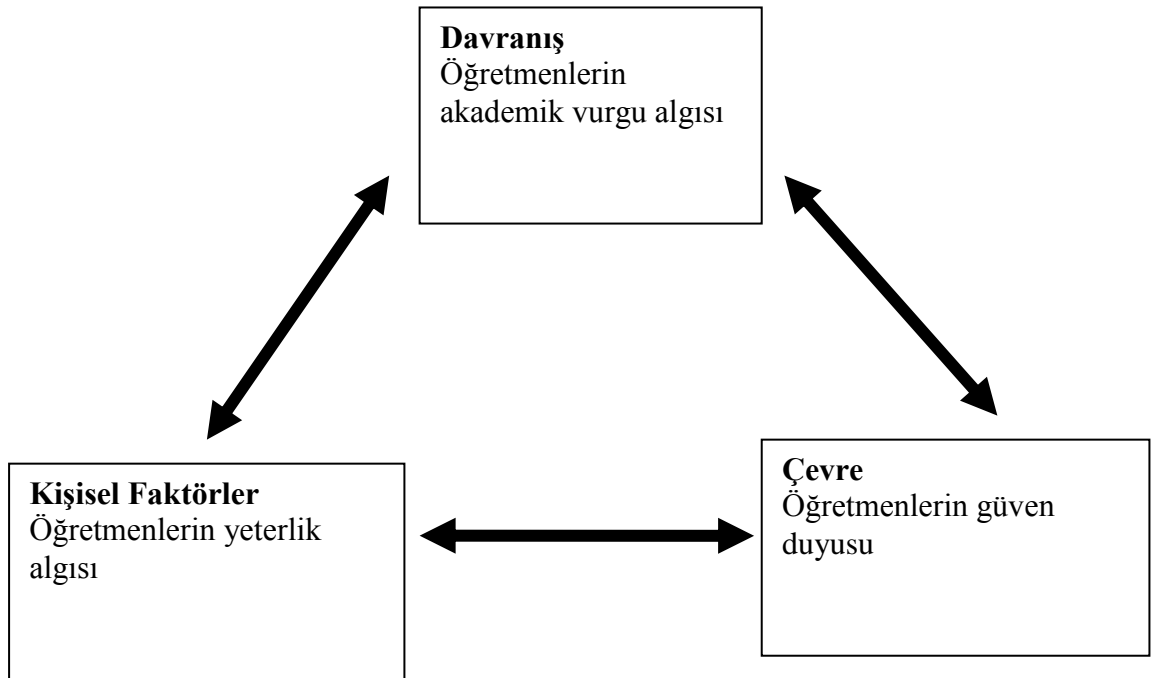 Davranış
Öğretmenlerin
akademik vurgu algısı
Kişisel Faktörler
Öğretmenlerin yeterlik
algısı
Çevre
Öğretmenlerin güven
duyusu